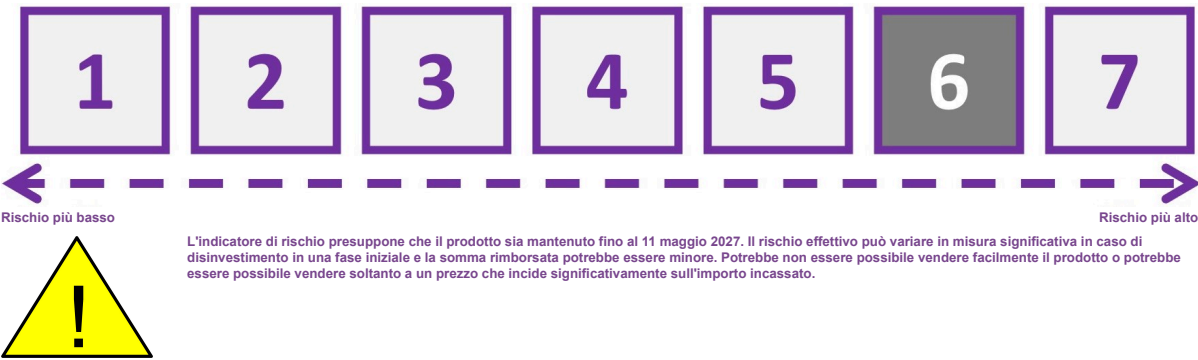 1 2 3 4 5 6 7
Rischio più basso Rischio più alto
L'indicatore di rischio presuppone che il prodotto sia mantenuto fino al 11 maggio 2027. Il rischio effettivo può variare in misura significativa in caso di
disinvestimento in una fase iniziale e la somma rimborsata potrebbe essere minore. Potrebbe non essere possibile vendere facilmente il prodotto o potrebbe
essere possibile vendere soltanto a un prezzo che incide significativamente sull'importo incassato.
!